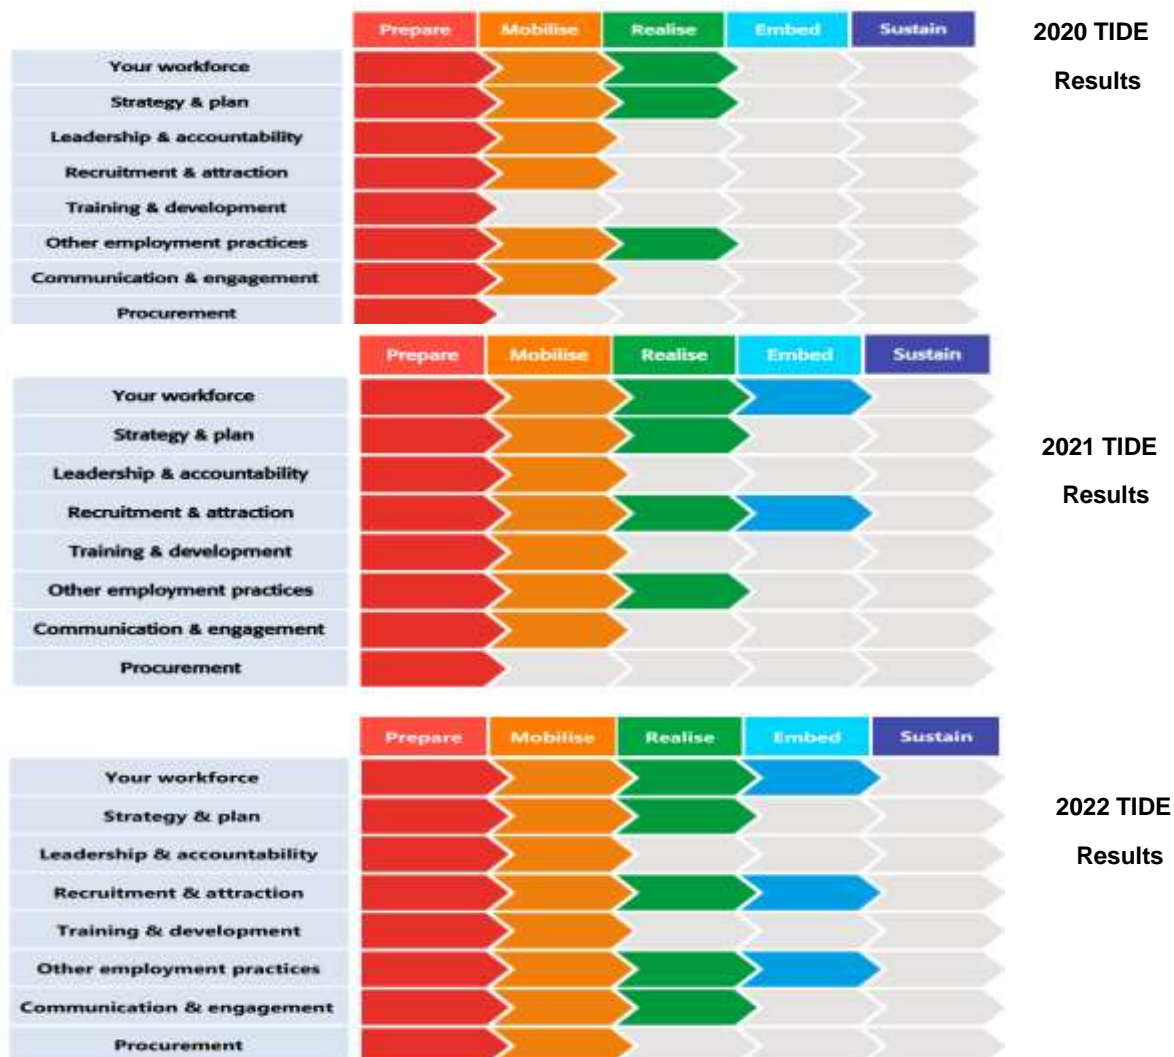 Prepare Mobilise Realise Embed Sustain
2020 TIDE
Results
Your workforce
Strategy & plan
Leadership & accountability
Recruitment & attraction
Training & development
Other employment practices
Communication & engagement
Procurement
Prepare Mobilise Realise Embed Sustain
Your workforce
Strategy & plan
Leadership & accountability
Recruitment & attraction
Training & development
Other employment practices
Communication & engagement
Procurement
2021 TIDE
Results
Prepare Mobilise Realise Embed Sustain
Your workforce
Strategy & plan
Leadership & accountability
Recruitment & attraction
Training & development
Other employment practices
Communication & engagement
Procurement
2022 TIDE
Results